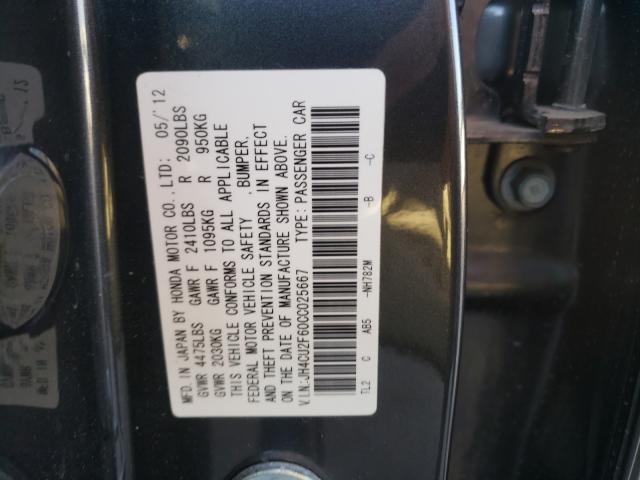 MFD. IN JAPAN BY HONDA MOTOR CO., LTD: 05/'12
GVWR 4475LBS GAWR F 2410LBS R 2090LBS
GVWR 2030KG GAWR F 1095KG R 950KG
THIS VEHICLE CONFORMS TO ALL APPLICABLE
FEDERAL MOTOR VEHICLE SAFETY , BUMPER,
AND THEFT PREVENTION STANDARDS IN EFFECT
ON THE DATE OF MANUFACTURE SHOWN ABOVE.
V.I.N:JH4CU2F60CC025667 TYPE: PASSENGER CAR
TL2 C AB5 -NH782M -B -C